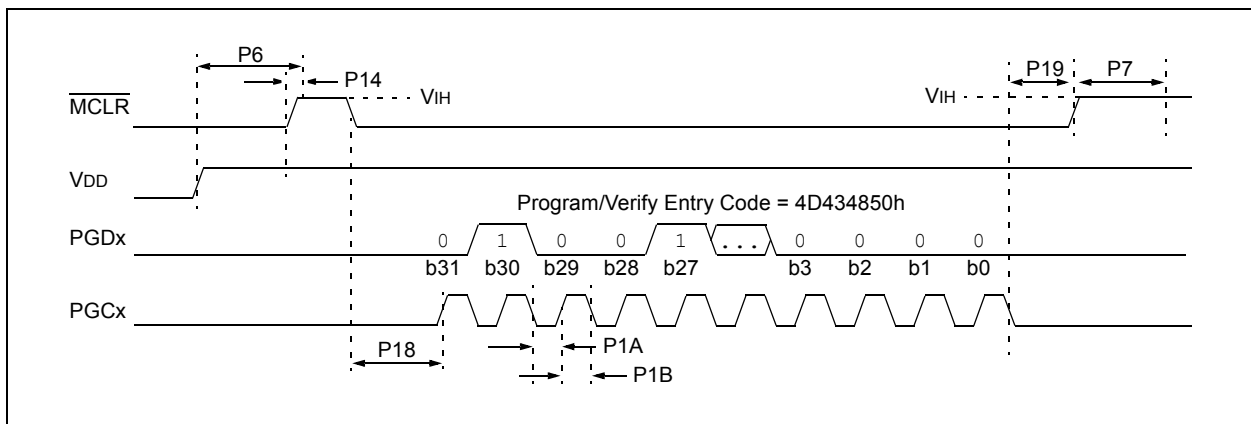 P6
P14
P19 P7
VIH VIH
MCLR
VDD
Program/Verify Entry Code = 4D434850h
PGDx
0 1 0 0 1 ... 0 0 0 0
b31 b30 b29 b28 b27 b3 b2 b1 b0
PGCx
P18 P1A
P1B